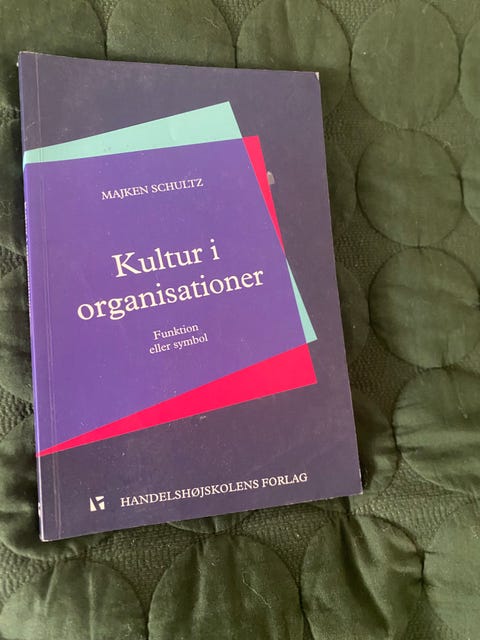 MAJKEN SCHULTZ
Kultur i
organisationer
Funktion
eller symbol
HANDELSHØJSKOLENS FORLAG